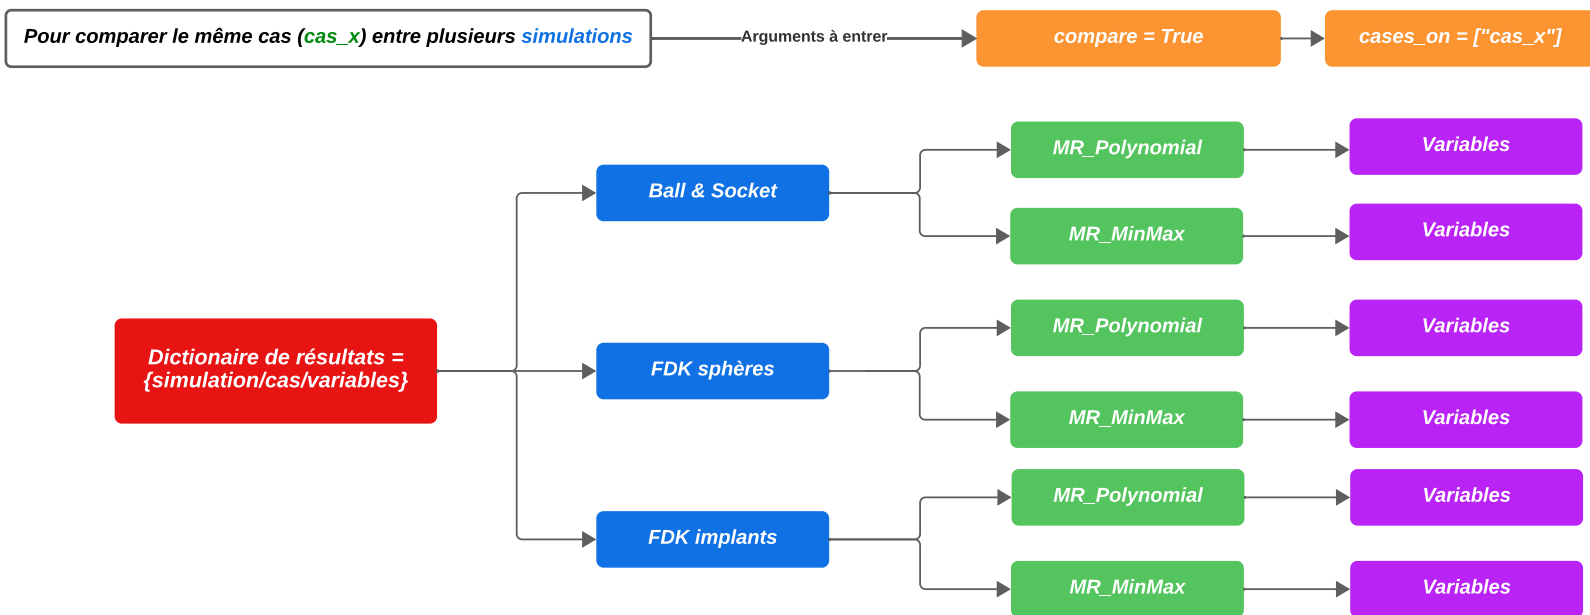 Pour comparer le même cas (cas_x) entre plusieurs simulations
Arguments à entrer
compare = True
cases_on = ["cas_x"]
MR_Polynomial
Variables
Ball & Socket
MR_MinMax
Variables
MR_Polynomial
Variables
Dictionaire de résultats =
{simulation/cas/variables}
FDK sphères
MR_MinMax
Variables
MR_Polynomial
Variables
FDK implants
MR_MinMax
Variables